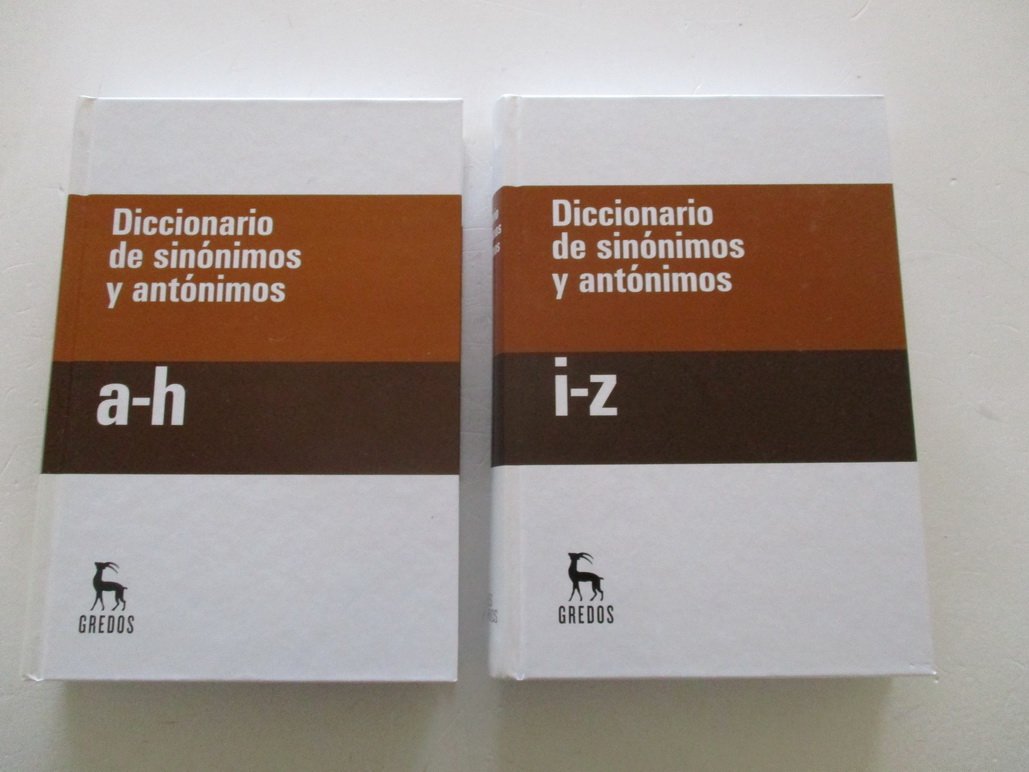 Diccionario
de sinónimos
y antónimos
a-h
GREDOS
Diccionario
de sinónimos
y antónimos
i-z
GREDOS